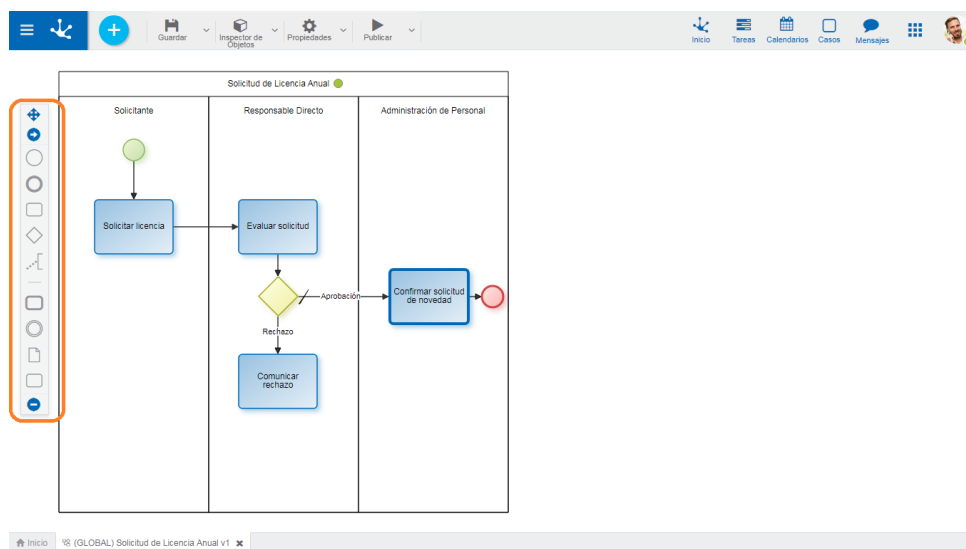 Guardar
Inspector de
Objetos
Propiedades
Publicar
Inicio
Tareas
Calendarios
Casos
Mensajes
Solicitud de Licencia Anual
Solicitante
Responsable Directo
Administración de Personal
Solicitar licencia
Evaluar solicitud
Aprobación
Confirmar solicitud
de novedad
Rechazo
Comunicar
rechazo
Inicio
(GLOBAL) Solicitud de Licencia Anual v1